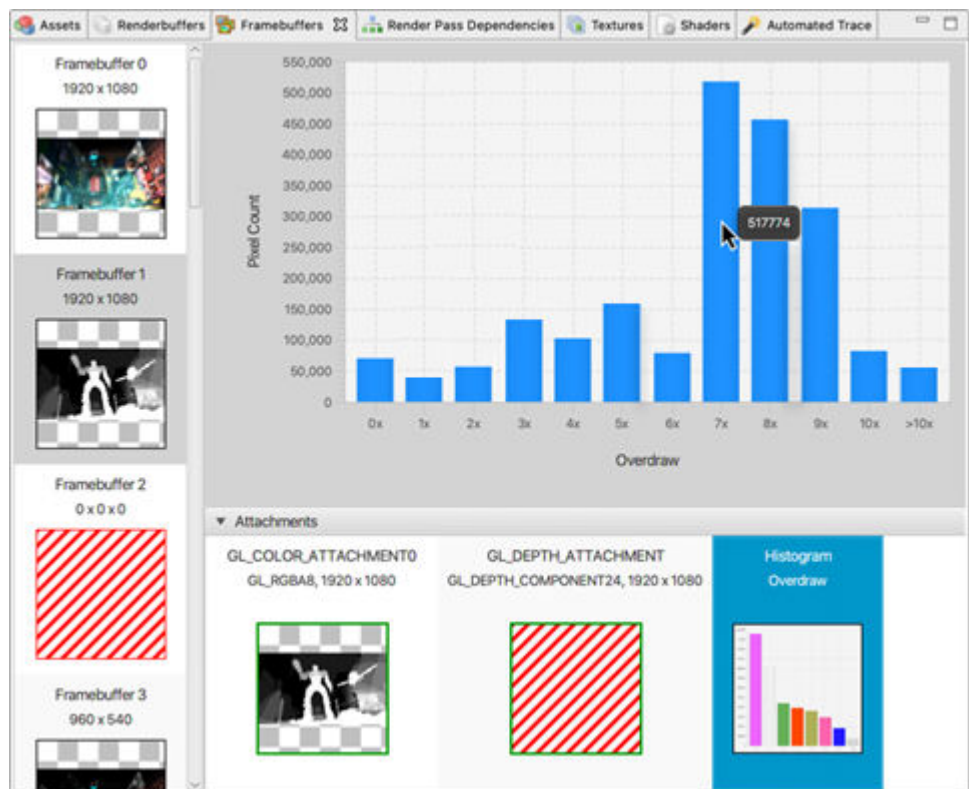 Assets Renderbuffers Framebuffers Render Pass Dependencies Textures Shaders Automated Trace
Framebuffer 0
1920 x 1080
Framebuffer 1
1920 x 1080
Framebuffer 2
0 x 0 x 0
Framebuffer 3
960 x 540
Pixel Count
550,000
500,000
450,000
400,000
350,000
300,000
250,000
200,000
150,000
100,000
50,000
0
517774
0x 1x 2x 3x 4x 5x 6x 7x 8x 9x 10x >10x
Overdraw
Attachments
GL_COLOR_ATTACHMENT0
GL_RGBA8, 1920 x 1080
GL_DEPTH_ATTACHMENT
GL_DEPTH_COMPONENT24, 1920 x 1080
Histogram
Overdraw